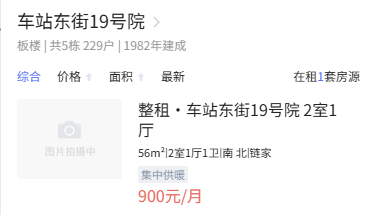 车站东街19号院
板楼 | 共5栋 229户 | 1982年建成
综合 价格 面积 最新 在租1套房源
整租·车站东街19号院 2室1
厅
图片拍摄中
56m²|2室1厅1卫|南 北|链家
集中供暖
900元/月